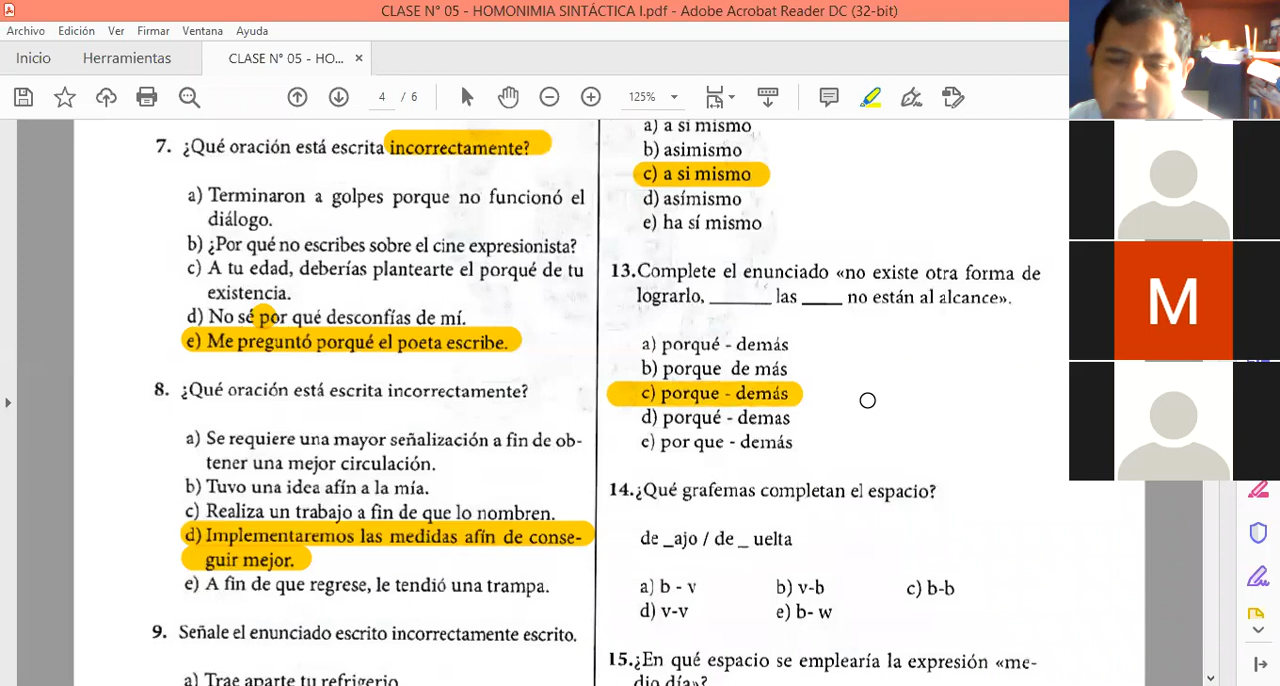 CLASE N° 05 - HOMONIMIA SINTÁCTICA I.pdf - Adobe Acrobat Reader DC (32-bit)
Archivo Edición Ver Firmar Ventana Ayuda
Inicio Herramientas CLASE N° 05 - HO... ×
4 / 6 125%
7. ¿Qué oración está escrita incorrectamente?
a) Terminaron a golpes porque no funcionó el
diálogo.
b) ¿Por qué no escribes sobre el cine expresionista?
c) A tu edad, deberías plantearte el porqué de tu
existencia.
d) No sé por qué desconfías de mí.
e) Me preguntó porqué el poeta escribe.
8. ¿Qué oración está escrita incorrectamente?
a) Se requiere una mayor señalización a fin de ob-
tener una mejor circulación.
b) Tuvo una idea afín a la mía.
c) Realiza un trabajo a fin de que lo nombren.
d) Implementaremos las medidas afín de conse-
guir mejor.
e) A fin de que regrese, le tendió una trampa.
9. Señale el enunciado escrito incorrectamente escrito.
a) Trae aparte tu refrigerio
a) a sí mismo
b) asimismo
c) a si mismo
d) asímismo
e) ha sí mismo
13.Complete el enunciado «no existe otra forma de
lograrlo, _______ las _____ no están al alcance».
a) porqué - demás
b) porque de más
c) porque - demás
d) porqué - demas
e) por que - demás
14.¿Qué grafemas completan el espacio?
de _ajo / de _ uelta
a) b - v b) v-b c) b-b
d) v-v e) b- w
15.¿En qué espacio se emplearía la expresión «me-
dio día»?
M